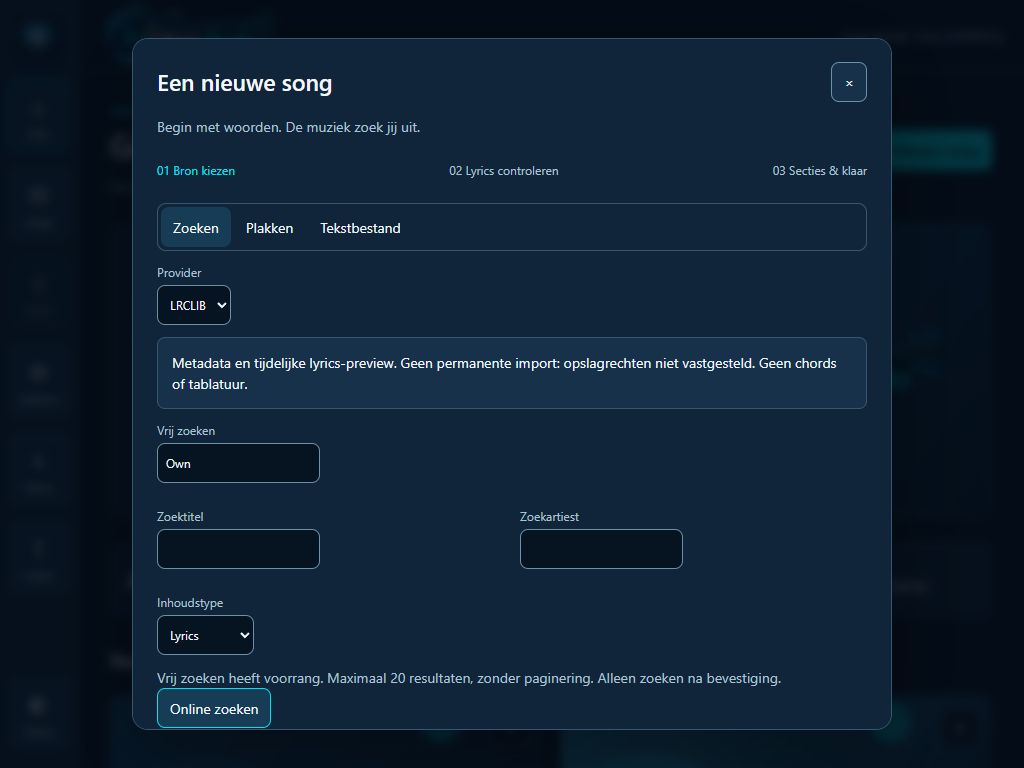 Een nieuwe song
×
Begin met woorden. De muziek zoek jij uit.
01 Bron kiezen
02 Lyrics controleren
03 Secties & klaar
Zoeken
Plakken
Tekstbestand
Provider
LRCLIB
Metadata en tijdelijke lyrics-preview. Geen permanente import: opslagrechten niet vastgesteld. Geen chords
of tablatuur.
Vrij zoeken
Own
Zoektitel
Zoekartiest
Inhoudstype
Lyrics
Vrij zoeken heeft voorrang. Maximaal 20 resultaten, zonder paginering. Alleen zoeken na bevestiging.
Online zoeken